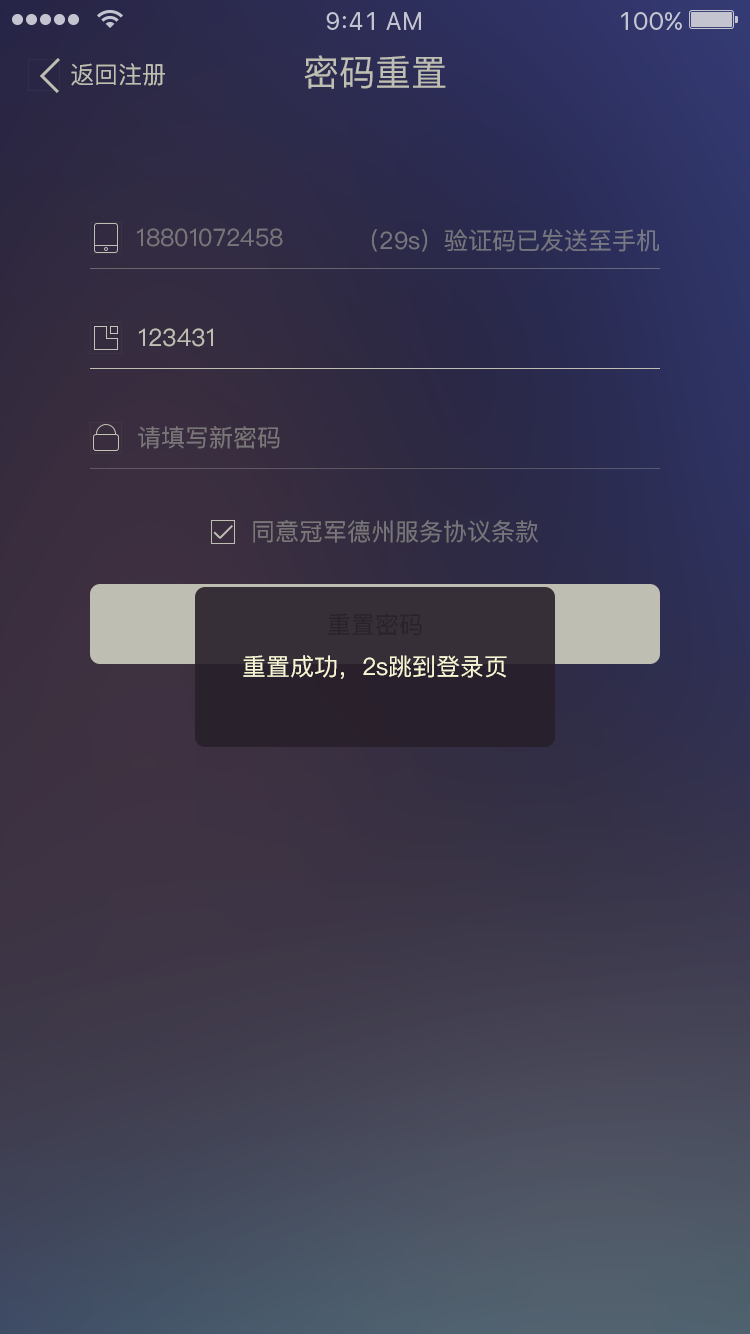 9:41 AM
100%
返回注册
密码重置
18801072458
（29s）验证码已发送至手机
123431
请填写新密码
同意冠军德州服务协议条款
重置密码
重置成功，2s跳到登录页